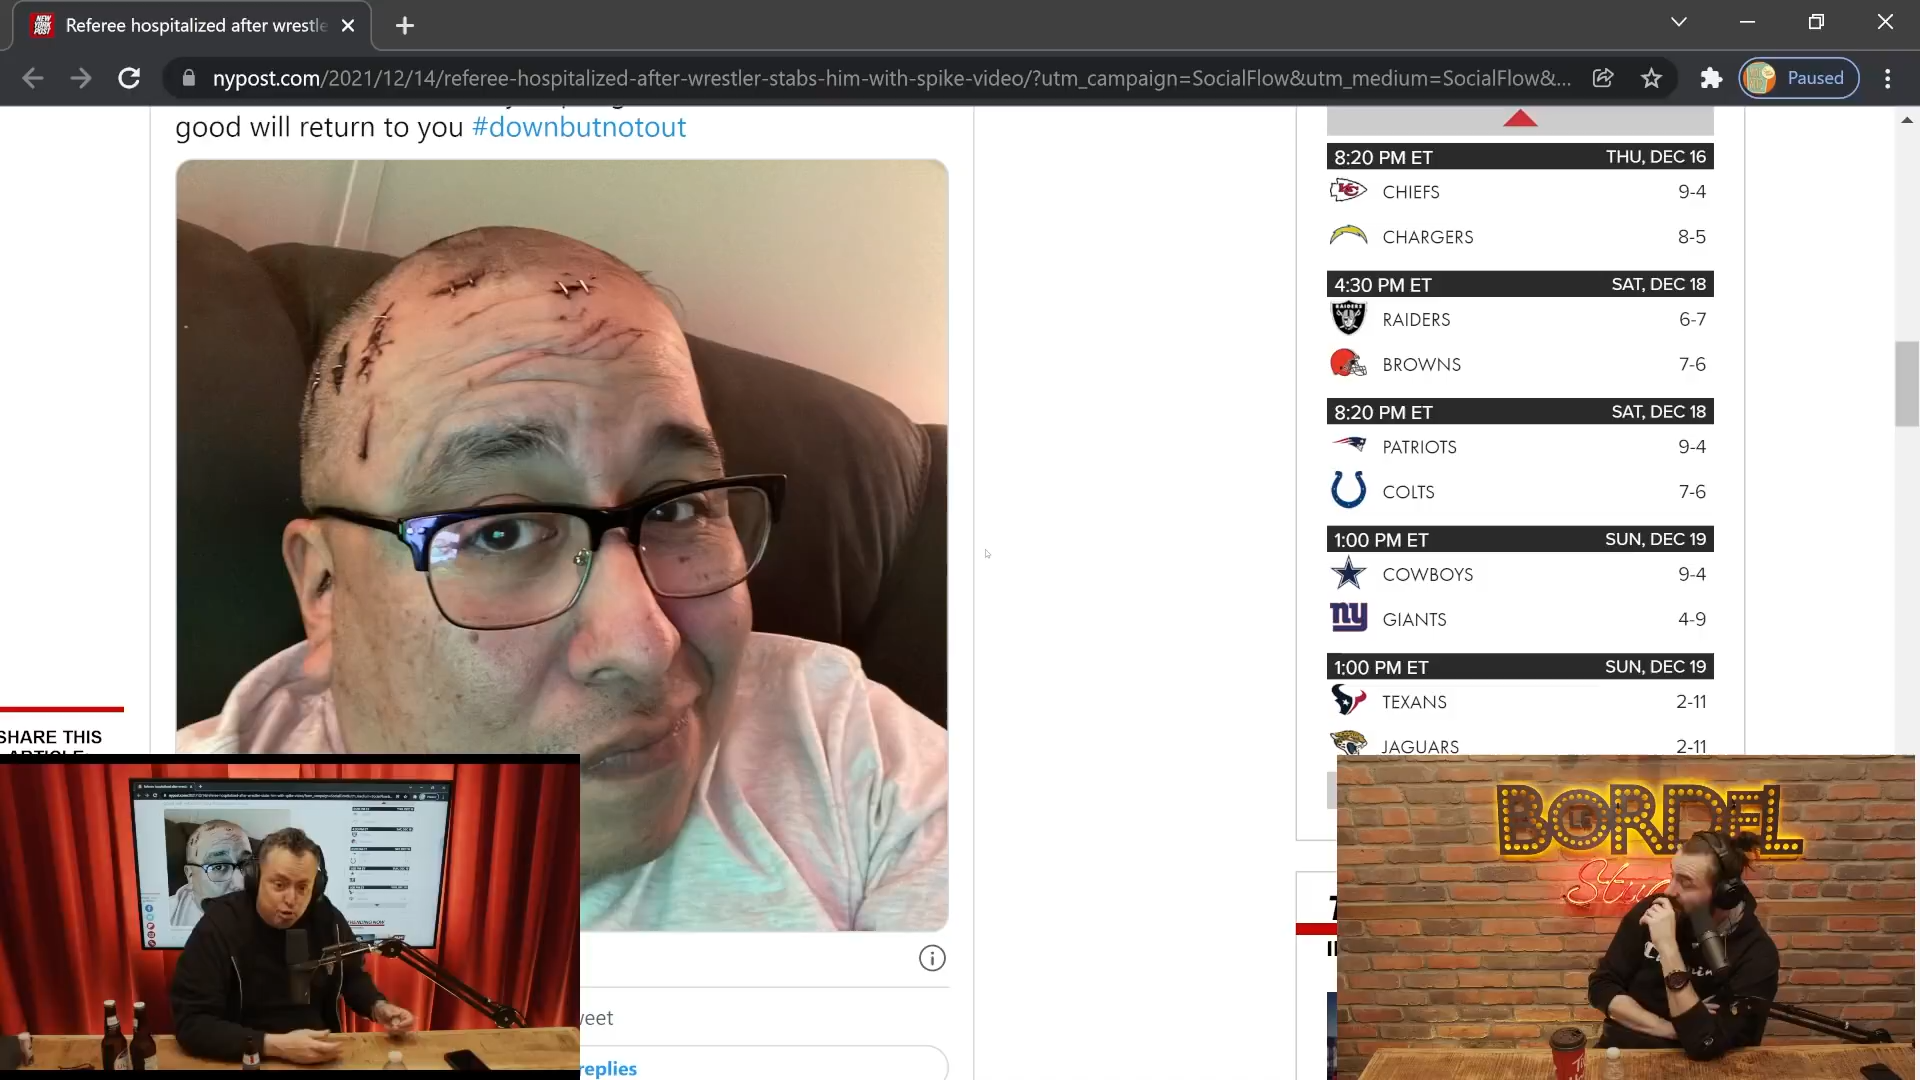 Referee hospitalized after wrestle
nypost.com/2021/12/14/referee-hospitalized-after-wrestler-stabs-him-with-spike-video/?utm_campaign=SocialFlow&utm_medium=SocialFlow&...
Paused
good will return to you #downbutnotout
8:20 PM ET THU, DEC 16
CHIEFS 9-4
CHARGERS 8-5
4:30 PM ET SAT, DEC 18
RAIDERS 6-7
BROWNS 7-6
8:20 PM ET SAT, DEC 18
PATRIOTS 9-4
COLTS 7-6
1:00 PM ET SUN, DEC 19
COWBOYS 9-4
ny
GIANTS 4-9
1:00 PM ET SUN, DEC 19
TEXANS 2-11
JAGUARS 2-11
SHARE THIS
ARTICLE:
BORDEL
replies